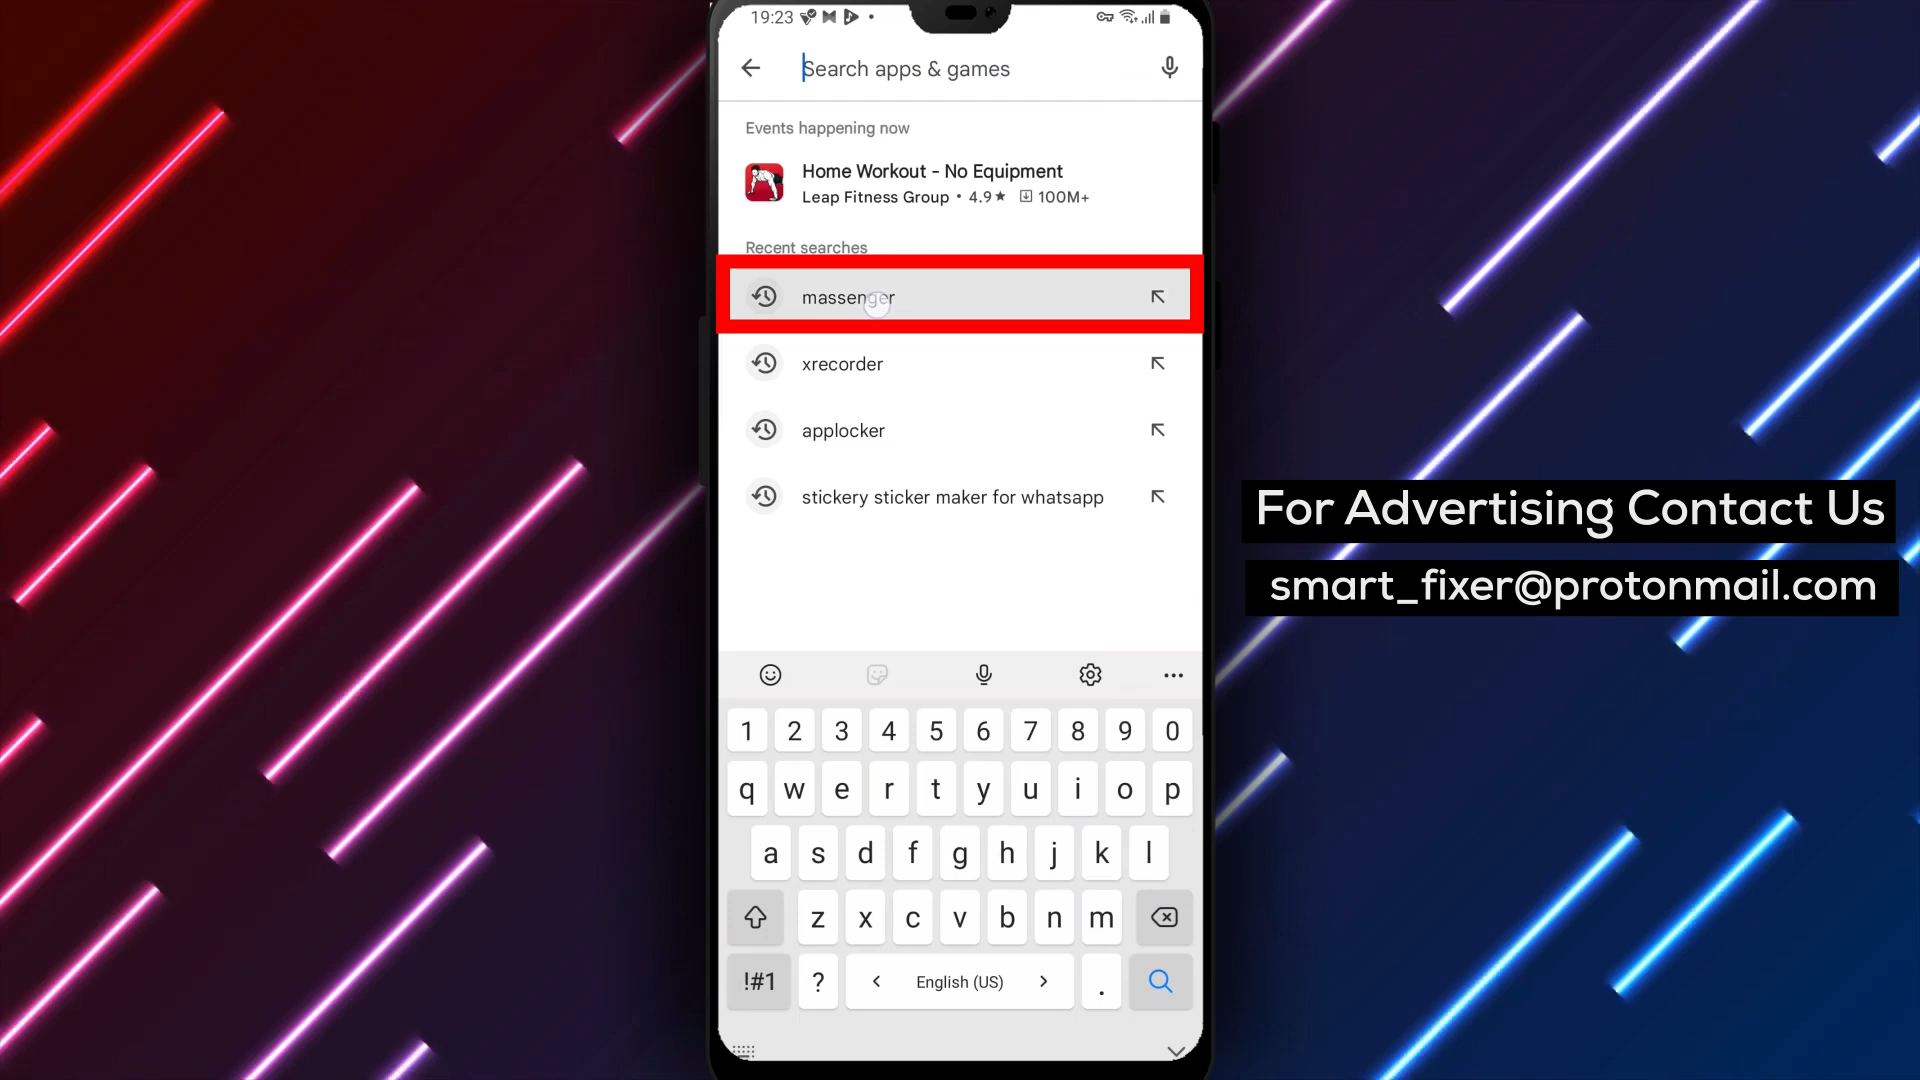 19:23
Search apps & games
Events happening now
Home Workout - No Equipment
Leap Fitness Group • 4.9★ 100M+
Recent searches
massenger
xrecorder
applocker
stickery sticker maker for whatsapp
For Advertising Contact Us
smart_fixer@protonmail.com
1 2 3 4 5 6 7 8 9 0
q w e r t y u i o p
a s d f g h j k l
z x c v b n m
!#1 ? < English (US) > .